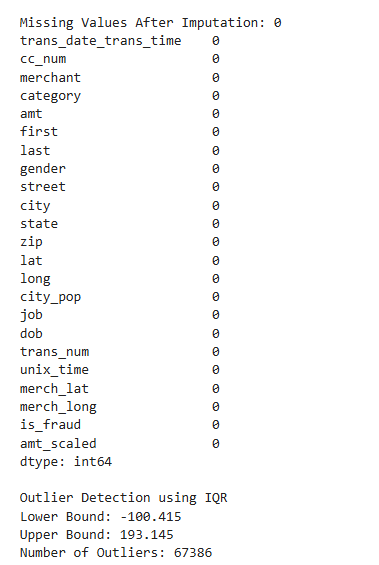 Missing Values After Imputation: 0
trans_date_trans_time    0
cc_num                   0
merchant                 0
category                 0
amt                      0
first                    0
last                     0
gender                   0
street                   0
city                     0
state                    0
zip                      0
lat                      0
long                     0
city_pop                 0
job                      0
dob                      0
trans_num                0
unix_time                0
merch_lat                0
merch_long               0
is_fraud                 0
amt_scaled               0
dtype: int64

Outlier Detection using IQR
Lower Bound: -100.415
Upper Bound: 193.145
Number of Outliers: 67386